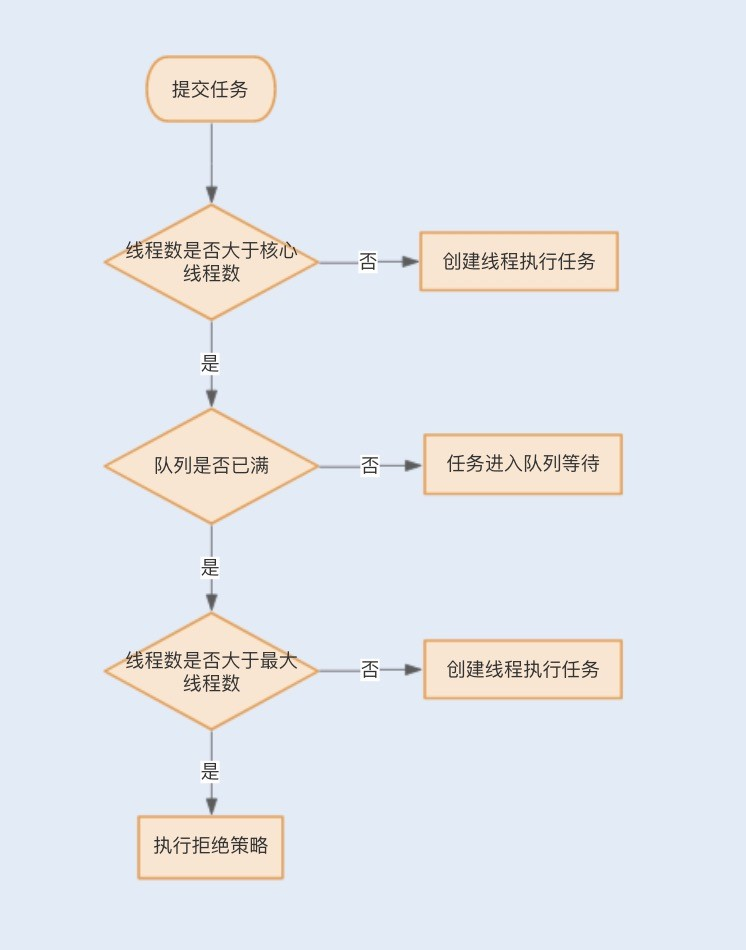 提交任务
线程数是否大于核心
线程数
否
创建线程执行任务
是
队列是否已满
否
任务进入队列等待
是
线程数是否大于最大
线程数
否
创建线程执行任务
是
执行拒绝策略